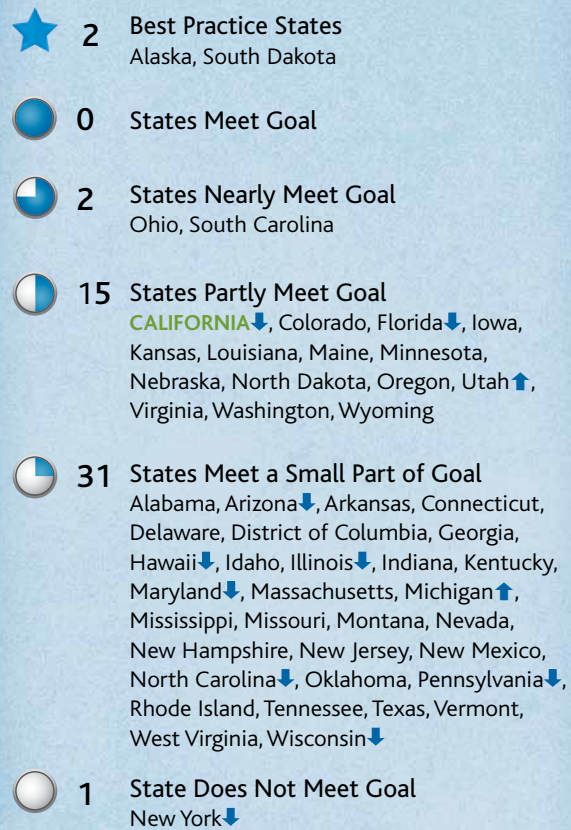 2 Best Practice States
Alaska, South Dakota
0 States Meet Goal
2 States Nearly Meet Goal
Ohio, South Carolina
15 States Partly Meet Goal
CALIFORNIA⬇, Colorado, Florida⬇, Iowa,
Kansas, Louisiana, Maine, Minnesota,
Nebraska, North Dakota, Oregon, Utah⬆,
Virginia, Washington, Wyoming
31 States Meet a Small Part of Goal
Alabama, Arizona⬇, Arkansas, Connecticut,
Delaware, District of Columbia, Georgia,
Hawaii⬇, Idaho, Illinois⬇, Indiana, Kentucky,
Maryland⬇, Massachusetts, Michigan⬆,
Mississippi, Missouri, Montana, Nevada,
New Hampshire, New Jersey, New Mexico,
North Carolina⬇, Oklahoma, Pennsylvania⬇,
Rhode Island, Tennessee, Texas, Vermont,
West Virginia, Wisconsin⬇
1 State Does Not Meet Goal
New York⬇